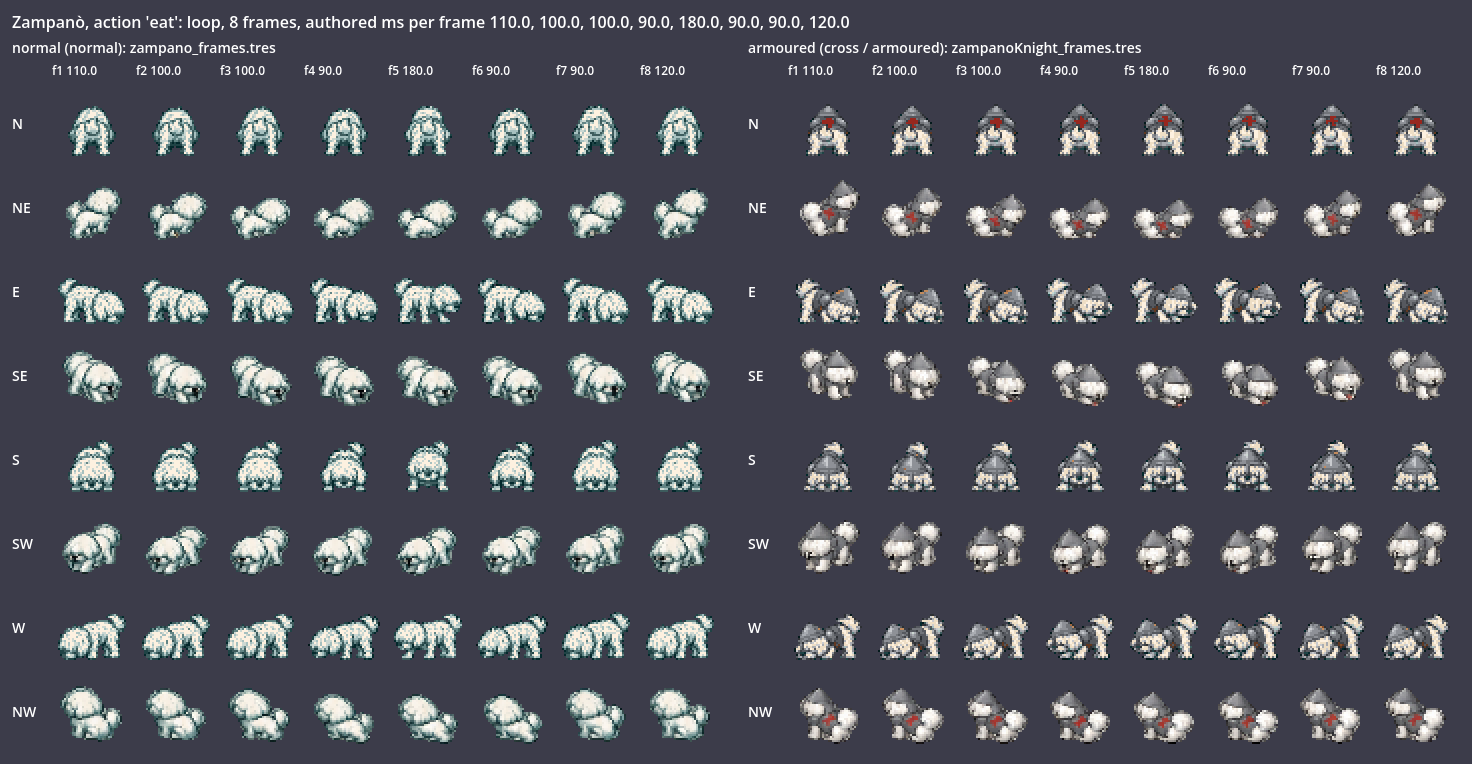 Zampanò, action 'eat': loop, 8 frames, authored ms per frame 110.0, 100.0, 100.0, 90.0, 180.0, 90.0, 90.0, 120.0
normal (normal): zampano_frames.tres armoured (cross / armoured): zampanoKnight_frames.tres
f1 110.0 f2 100.0 f3 100.0 f4 90.0 f5 180.0 f6 90.0 f7 90.0 f8 120.0 f1 110.0 f2 100.0 f3 100.0 f4 90.0 f5 180.0 f6 90.0 f7 90.0 f8 120.0
N N
NE NE
E E
SE SE
S S
SW SW
W W
NW NW